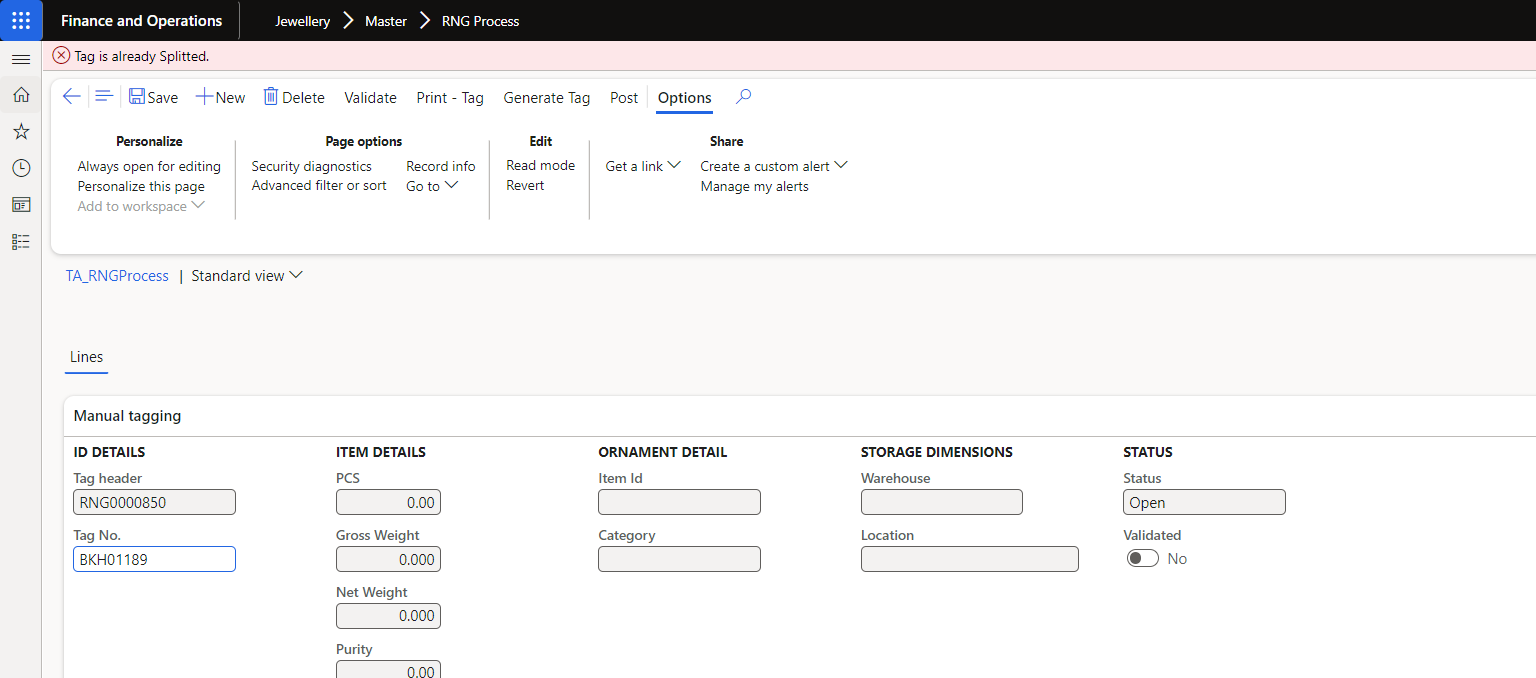 Finance and Operations Jewellery Master RNG Process
Tag is already Splitted.
Save New Delete Validate Print - Tag Generate Tag Post Options
Personalize Page options Edit Share
Always open for editing Security diagnostics Record info Read mode Get a link Create a custom alert
Personalize this page Advanced filter or sort Go to Revert Manage my alerts
Add to workspace
TA_RNGProcess | Standard view
Lines
Manual tagging
ID DETAILS ITEM DETAILS ORNAMENT DETAIL STORAGE DIMENSIONS STATUS
Tag header PCS Item Id Warehouse Status
RNG0000850 0.00 Open
Tag No. Gross Weight Category Location Validated
BKH01189 0.000 No
Net Weight
0.000
Purity
0.00